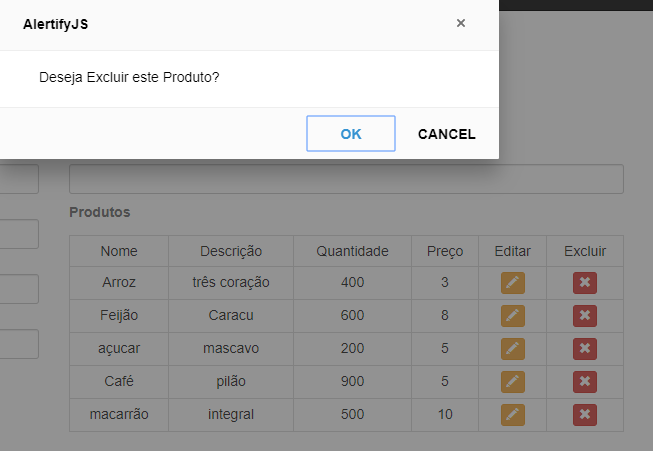 AlertifyJS ×
Deseja Excluir este Produto?
OK CANCEL
Produtos
Nome Descrição Quantidade Preço Editar Excluir
Arroz três coração 400 3
Feijão Caracu 600 8
açucar mascavo 200 5
Café pilão 900 5
macarrão integral 500 10